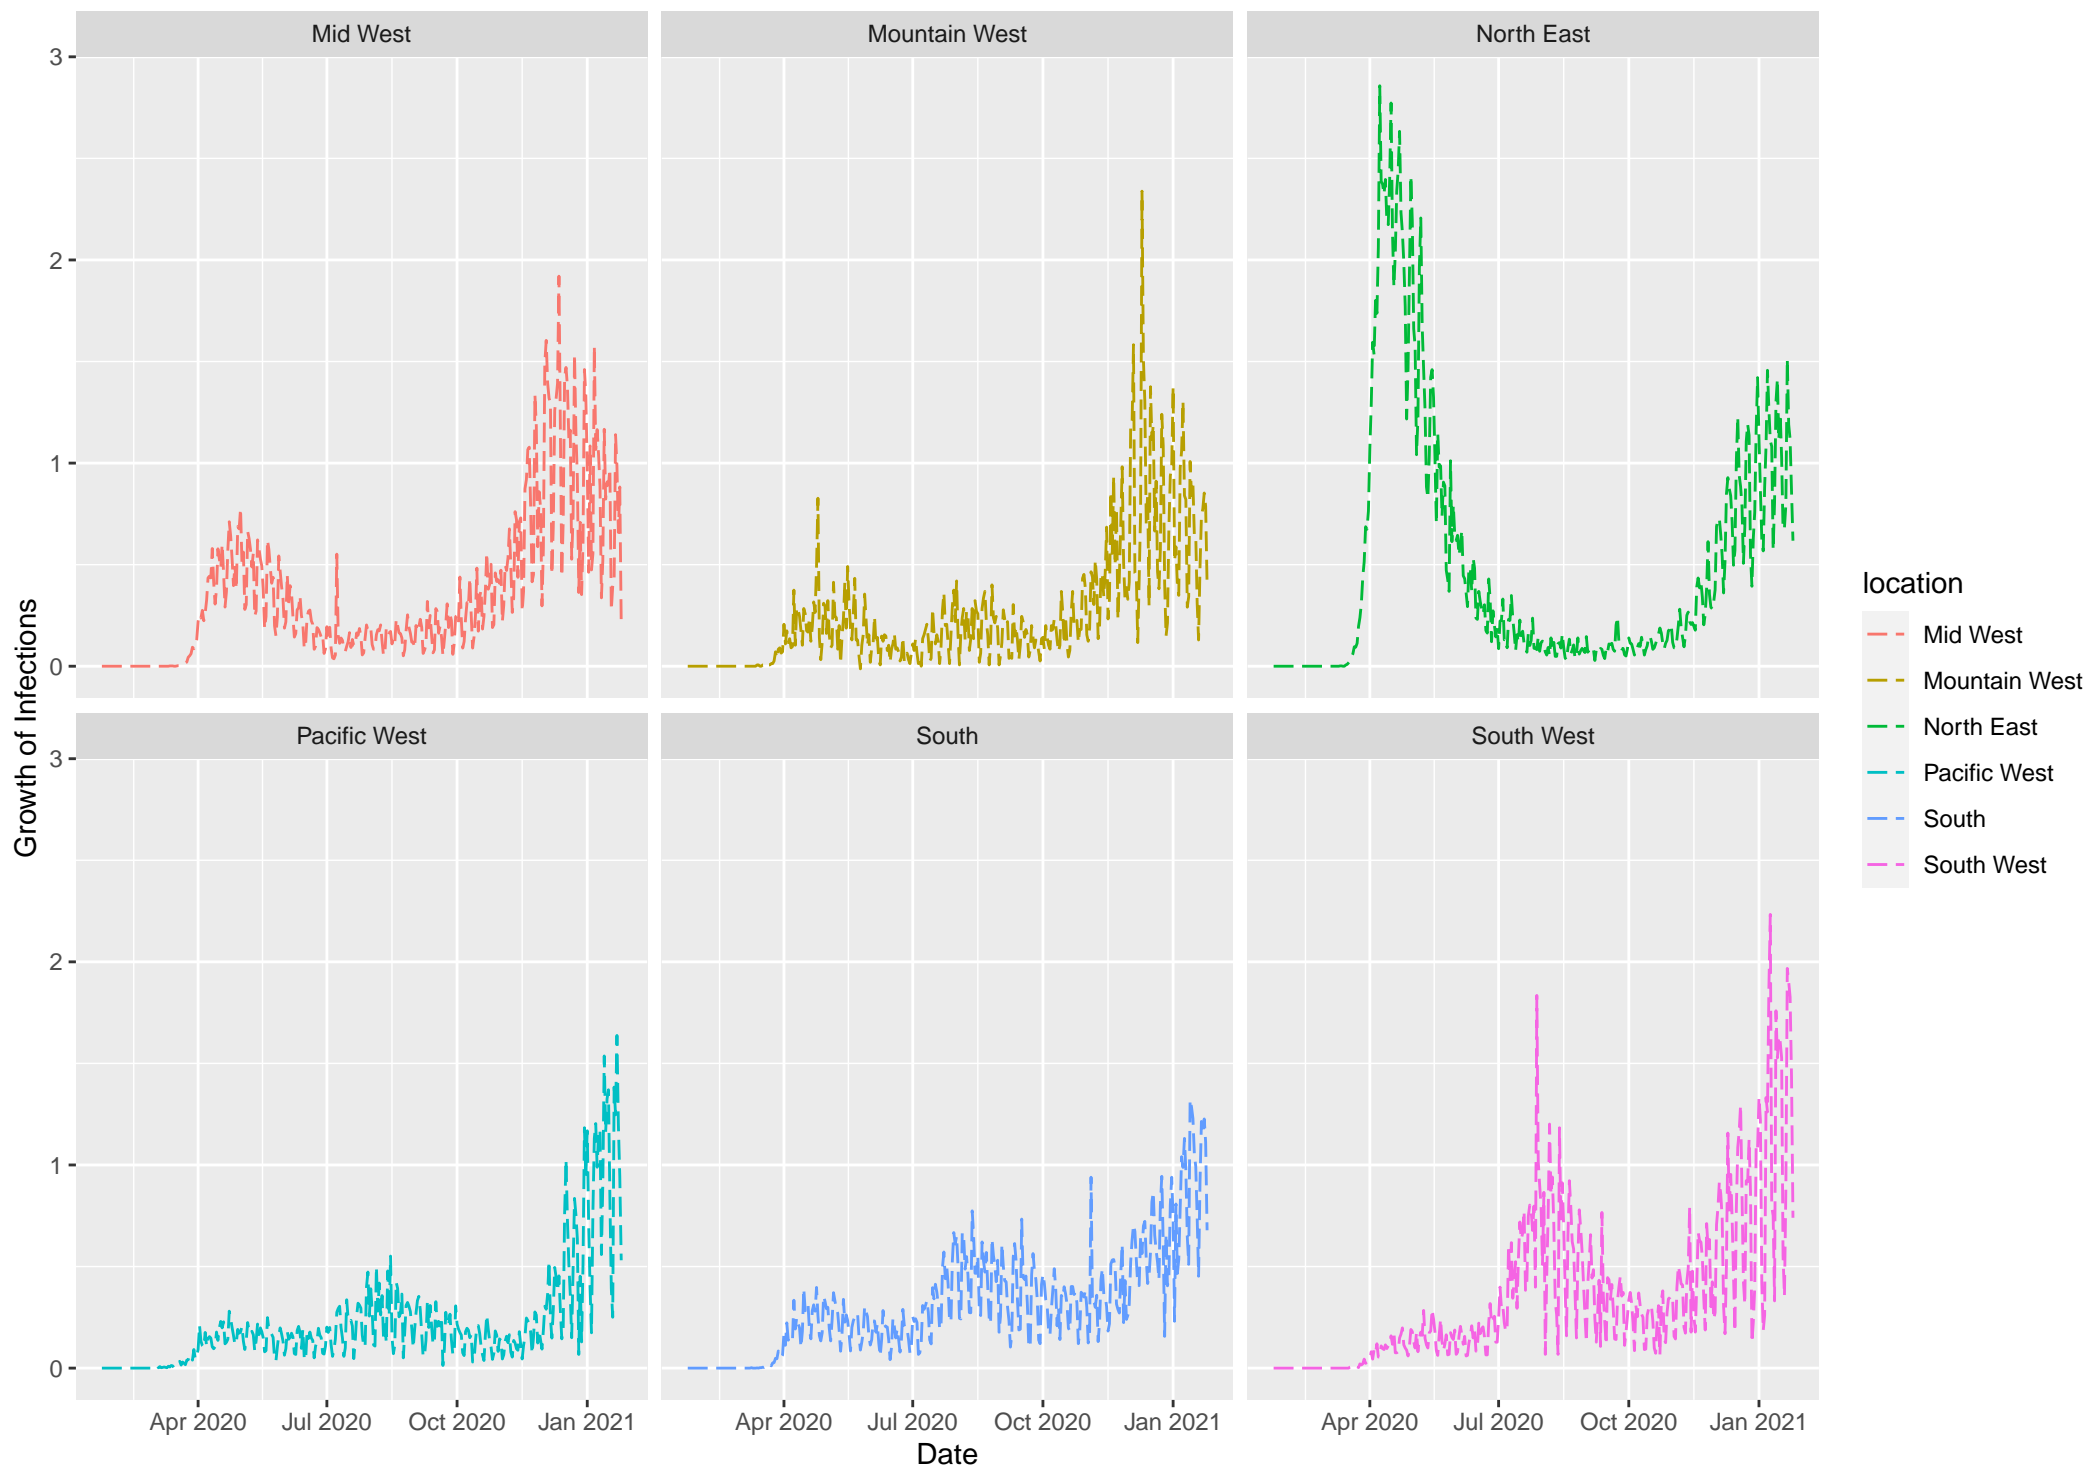 Mid West
Mountain West
North East
3
2
1
0
Pacific West
South
South West
3
2
1
0
Apr 2020 Jul 2020 Oct 2020 Jan 2021
Apr 2020 Jul 2020 Oct 2020 Jan 2021
Apr 2020 Jul 2020 Oct 2020 Jan 2021
Date
Growth of Infections
location
Mid West
Mountain West
North East
Pacific West
South
South West